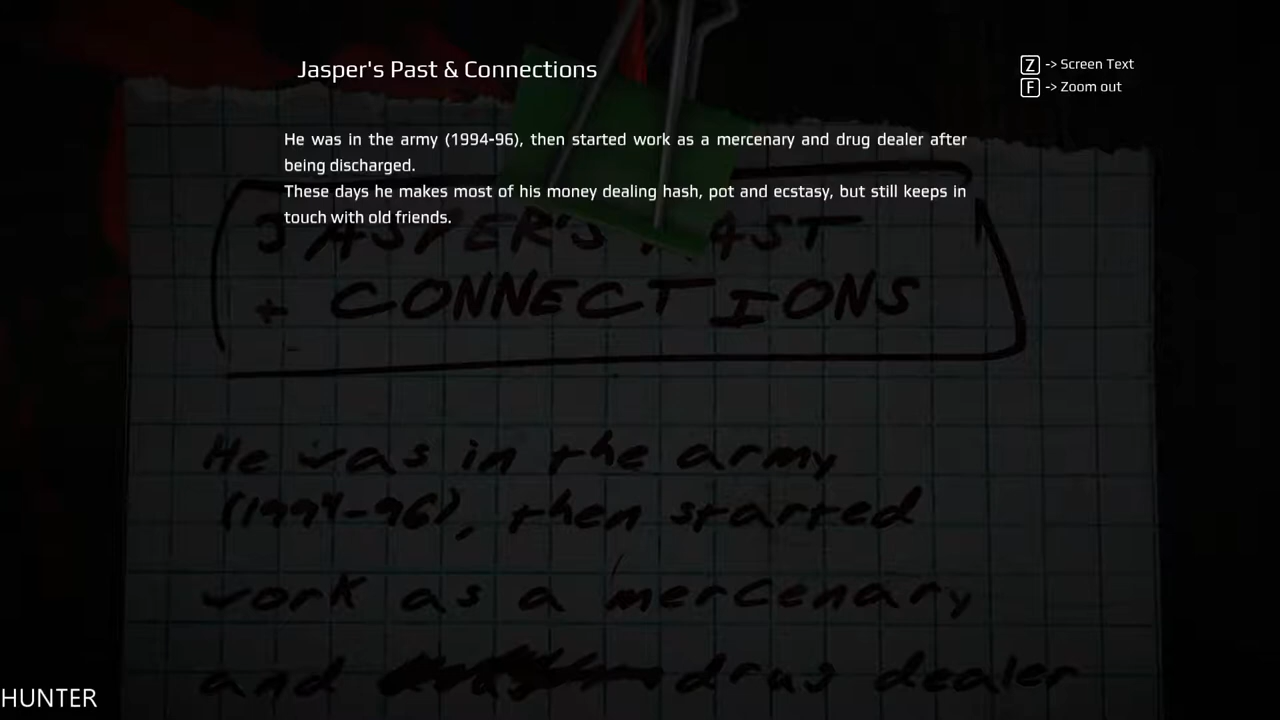 Jasper's Past & Connections
Z -> Screen Text
F -> Zoom out
He was in the army (1994-96), then started work as a mercenary and drug dealer after
being discharged.
These days he makes most of his money dealing hash, pot and ecstasy, but still keeps in
touch with old friends.
JASPER'S PAST
+ CONNECTIONS
He was in the army
(1994-96), then started
work as a mercenary
and drug dealer
HUNTER